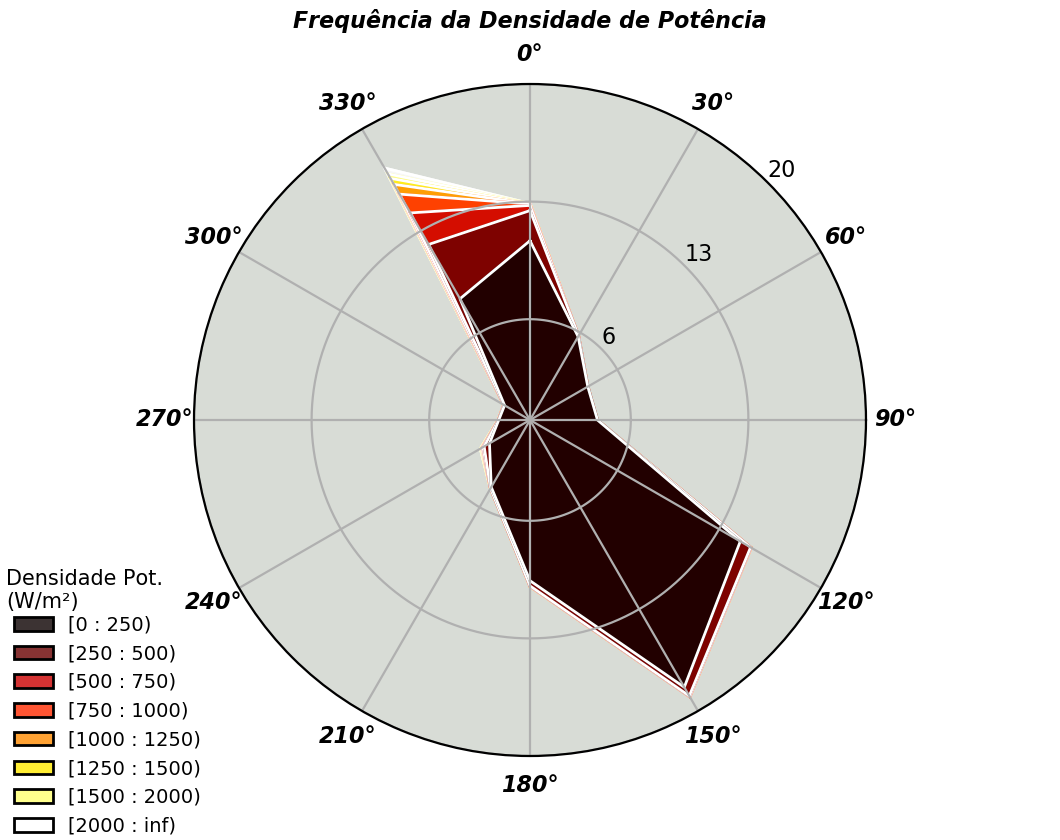 Frequência da Densidade de Potência
0°
330°
30°
20
300°
60°
13
6
270°
90°
240°
120°
210°
150°
180°
Densidade Pot.
(W/m²)
[0 : 250)
[250 : 500)
[500 : 750)
[750 : 1000)
[1000 : 1250)
[1250 : 1500)
[1500 : 2000)
[2000 : inf)